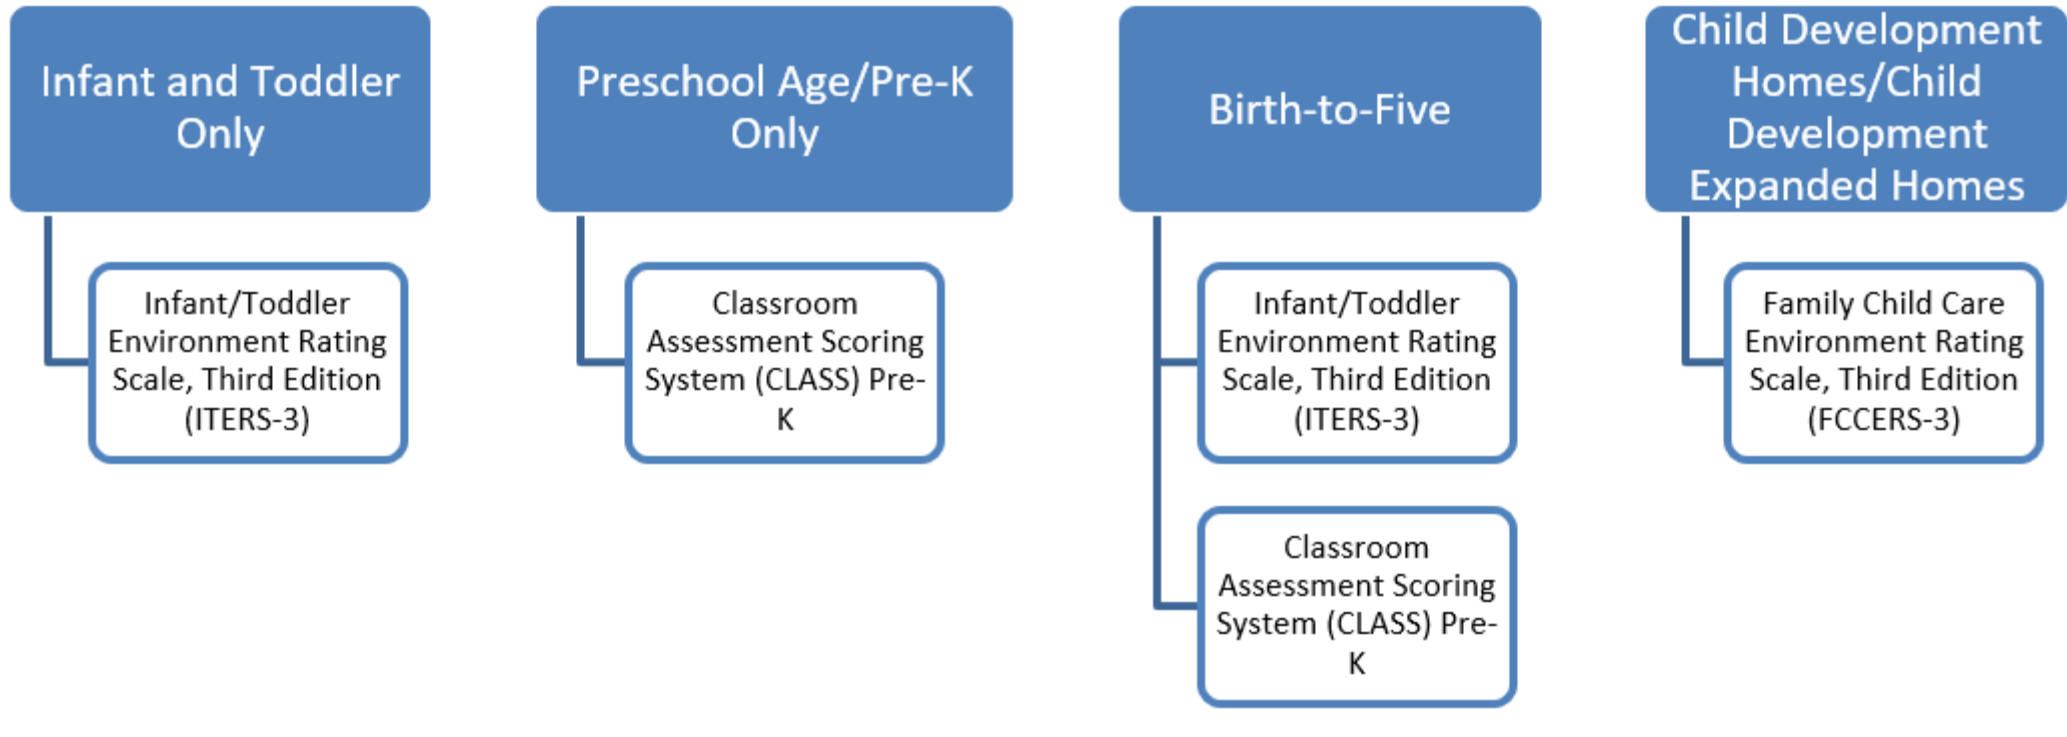 Infant and Toddler
Only
Infant/Toddler
Environment Rating
Scale, Third Edition
(ITERS-3)
Preschool Age/Pre-K
Only
Classroom
Assessment Scoring
System (CLASS) Pre-
K
Birth-to-Five
Infant/Toddler
Environment Rating
Scale, Third Edition
(ITERS-3)
Classroom
Assessment Scoring
System (CLASS) Pre-
K
Child Development
Homes/Child
Development
Expanded Homes
Family Child Care
Environment Rating
Scale, Third Edition
(FCCERS-3)